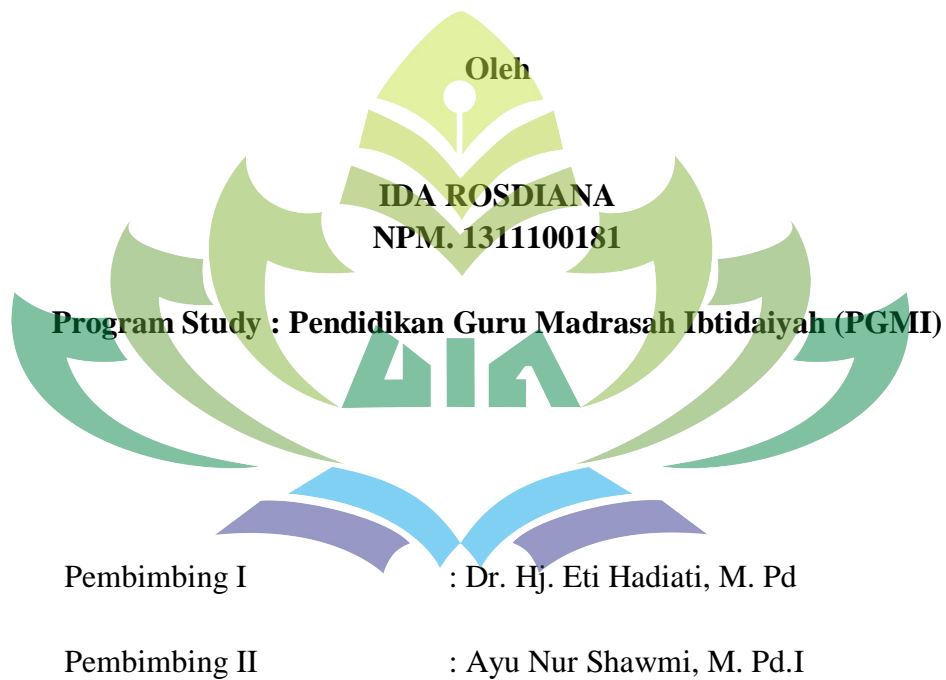 Oleh
IDA ROSDIANA
NPM. 1311100181
Program Study : Pendidikan Guru Madrasah Ibtidaiyah (PGMI)
UIN
Pembimbing I : Dr. Hj. Eti Hadiati, M. Pd
Pembimbing II : Ayu Nur Shawmi, M. Pd.I